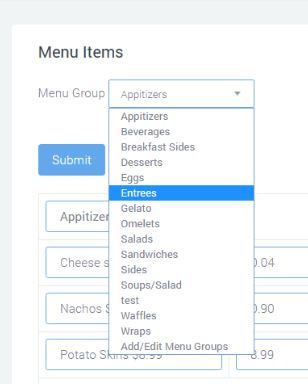 Menu Items
Menu Group Appitizers
Appitizers
Beverages
Breakfast Sides
Desserts
Eggs
Entrees
Gelato
Omelets
Salads
Sandwiches
Sides
Soups/Salad
test
Waffles
Wraps
Add/Edit Menu Groups
Submit
Appitizer
Cheese s
0.04
Nachos $
0.90
Potato Skins $8.99
8.99